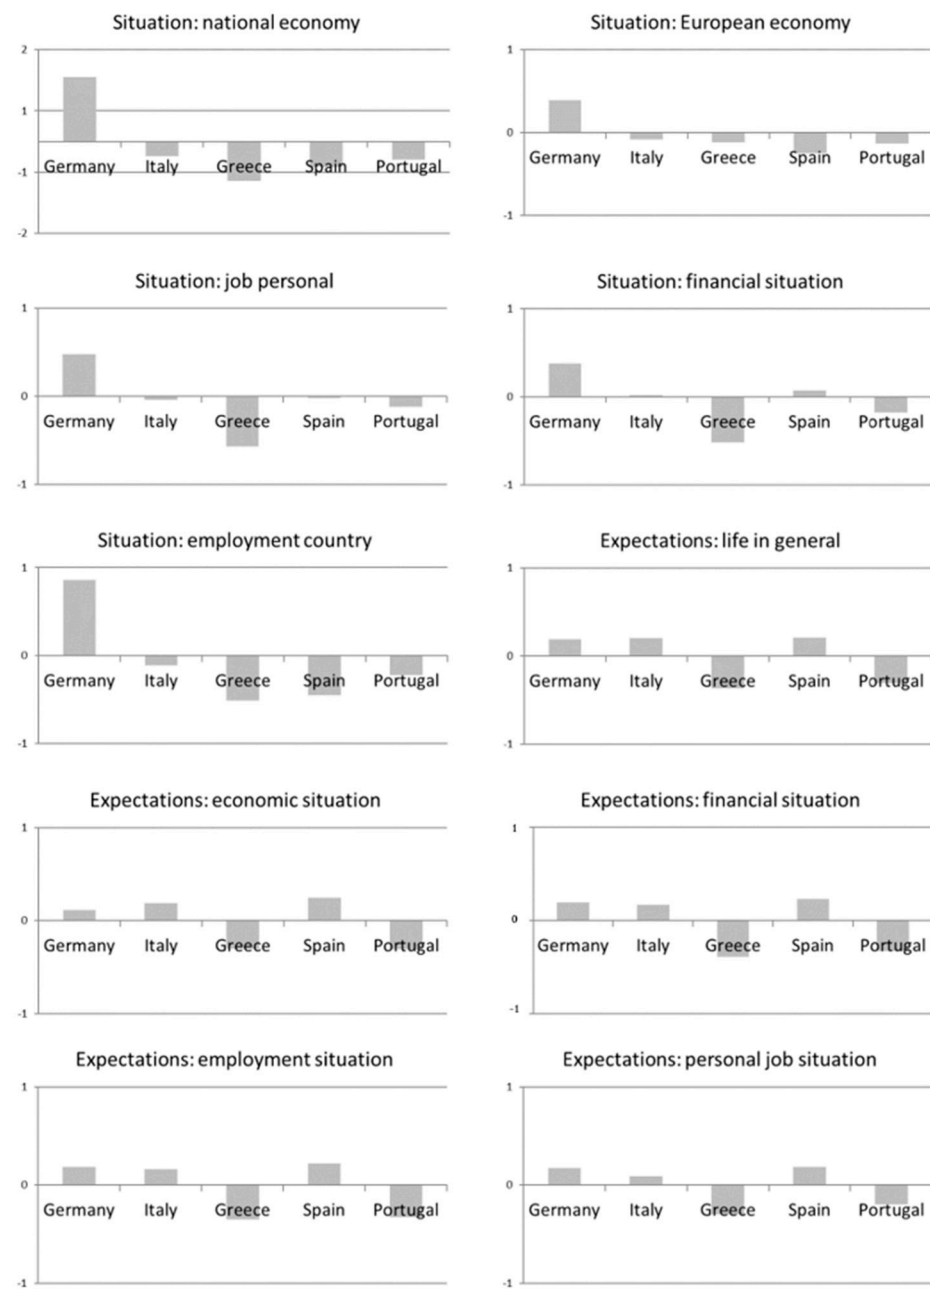 Situation: national economy
2
1
-1
-2
Germany Italy Greece Spain Portugal
Situation: European economy
1
0
-1
Germany Italy Greece Spain Portugal
Situation: job personal
1
0
-1
Germany Italy Greece Spain Portugal
Situation: financial situation
1
0
-1
Germany Italy Greece Spain Portugal
Situation: employment country
1
0
-1
Germany Italy Greece Spain Portugal
Expectations: life in general
1
0
-1
Germany Italy Greece Spain Portugal
Expectations: economic situation
1
0
-1
Germany Italy Greece Spain Portugal
Expectations: financial situation
1
0
-1
Germany Italy Greece Spain Portugal
Expectations: employment situation
1
0
-1
Germany Italy Greece Spain Portugal
Expectations: personal job situation
1
0
-1
Germany Italy Greece Spain Portugal